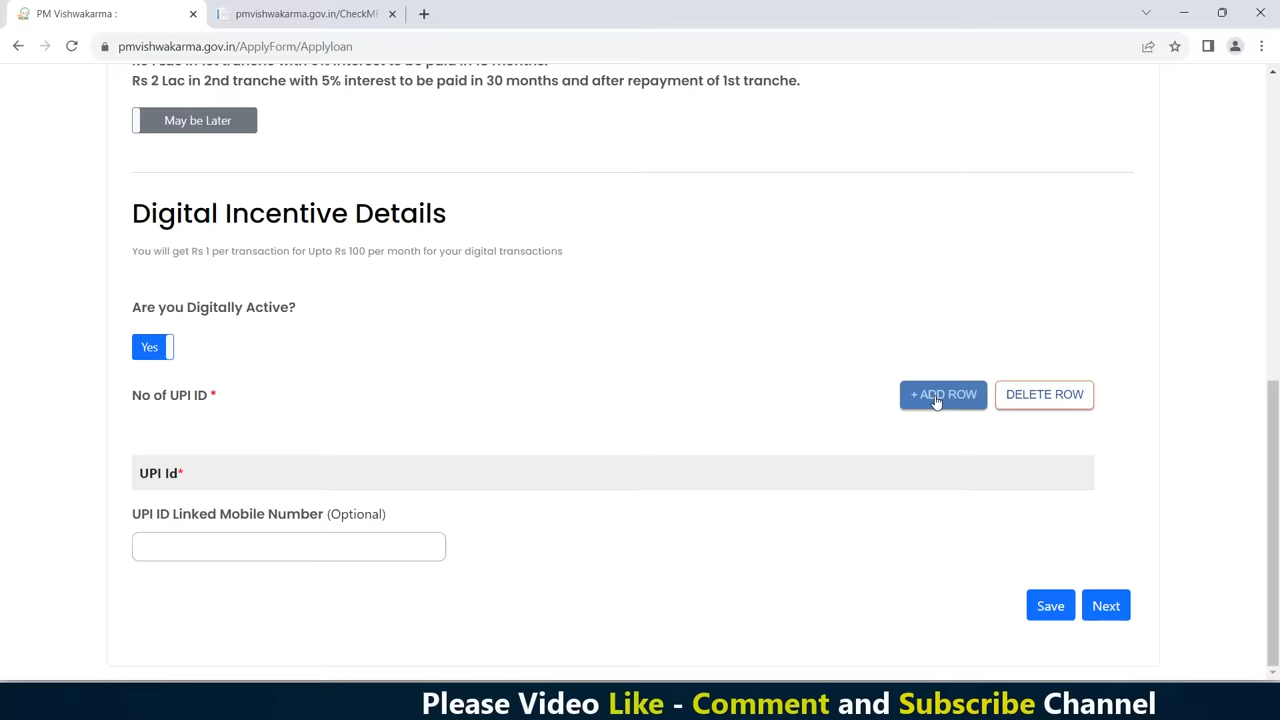 PM Vishwakarma :
pmvishwakarma.gov.in/CheckMF
pmvishwakarma.gov.in/ApplyForm/Applyloan
Rs 2 Lac in 2nd tranche with 5% interest to be paid in 30 months and after repayment of 1st tranche.
May be Later
Digital Incentive Details
You will get Rs 1 per transaction for Upto Rs 100 per month for your digital transactions
Are you Digitally Active?
Yes
No of UPI ID *
+ ADD ROW
DELETE ROW
UPI Id*
UPI ID Linked Mobile Number (Optional)
Save
Next
Please Video Like - Comment and Subscribe Channel